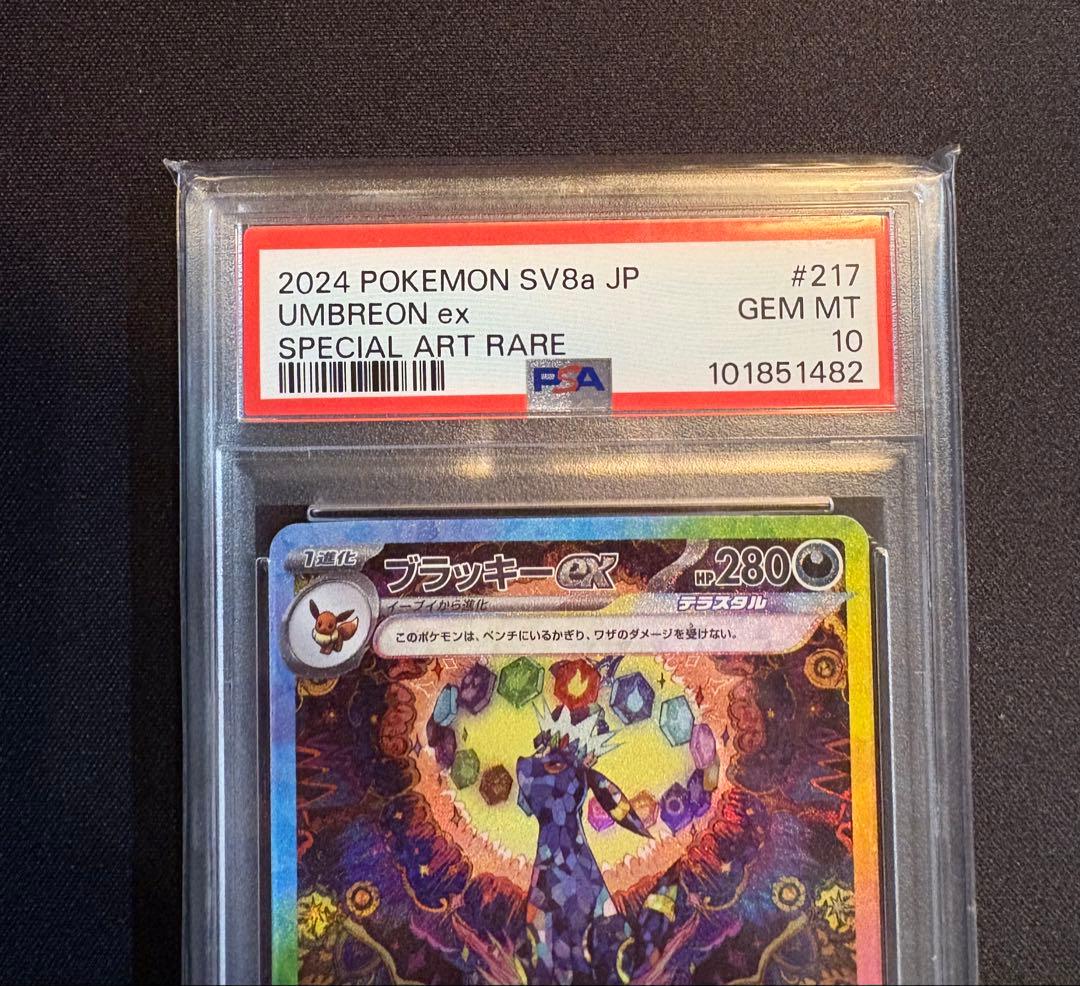 2024 POKEMON SV8a JP #217
UMBREON ex GEM MT
SPECIAL ART RARE 10
PSA 101851482
1進化 ブラッキーex HP280
イーブイから進化 テラスタル
このポケモンは、ベンチにいるかぎり、ワザのダメージを受けない。